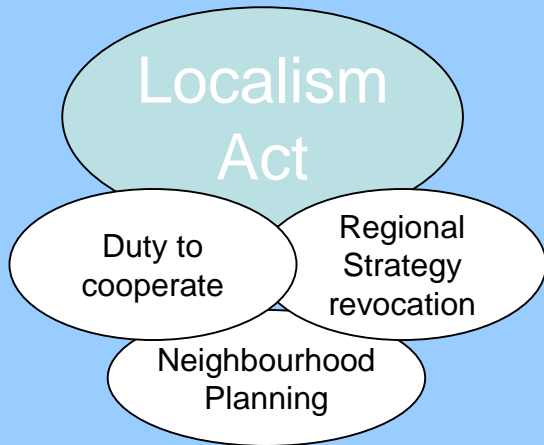 Localism
Act
Duty to
cooperate
Regional
Strategy
revocation
Neighbourhood
Planning